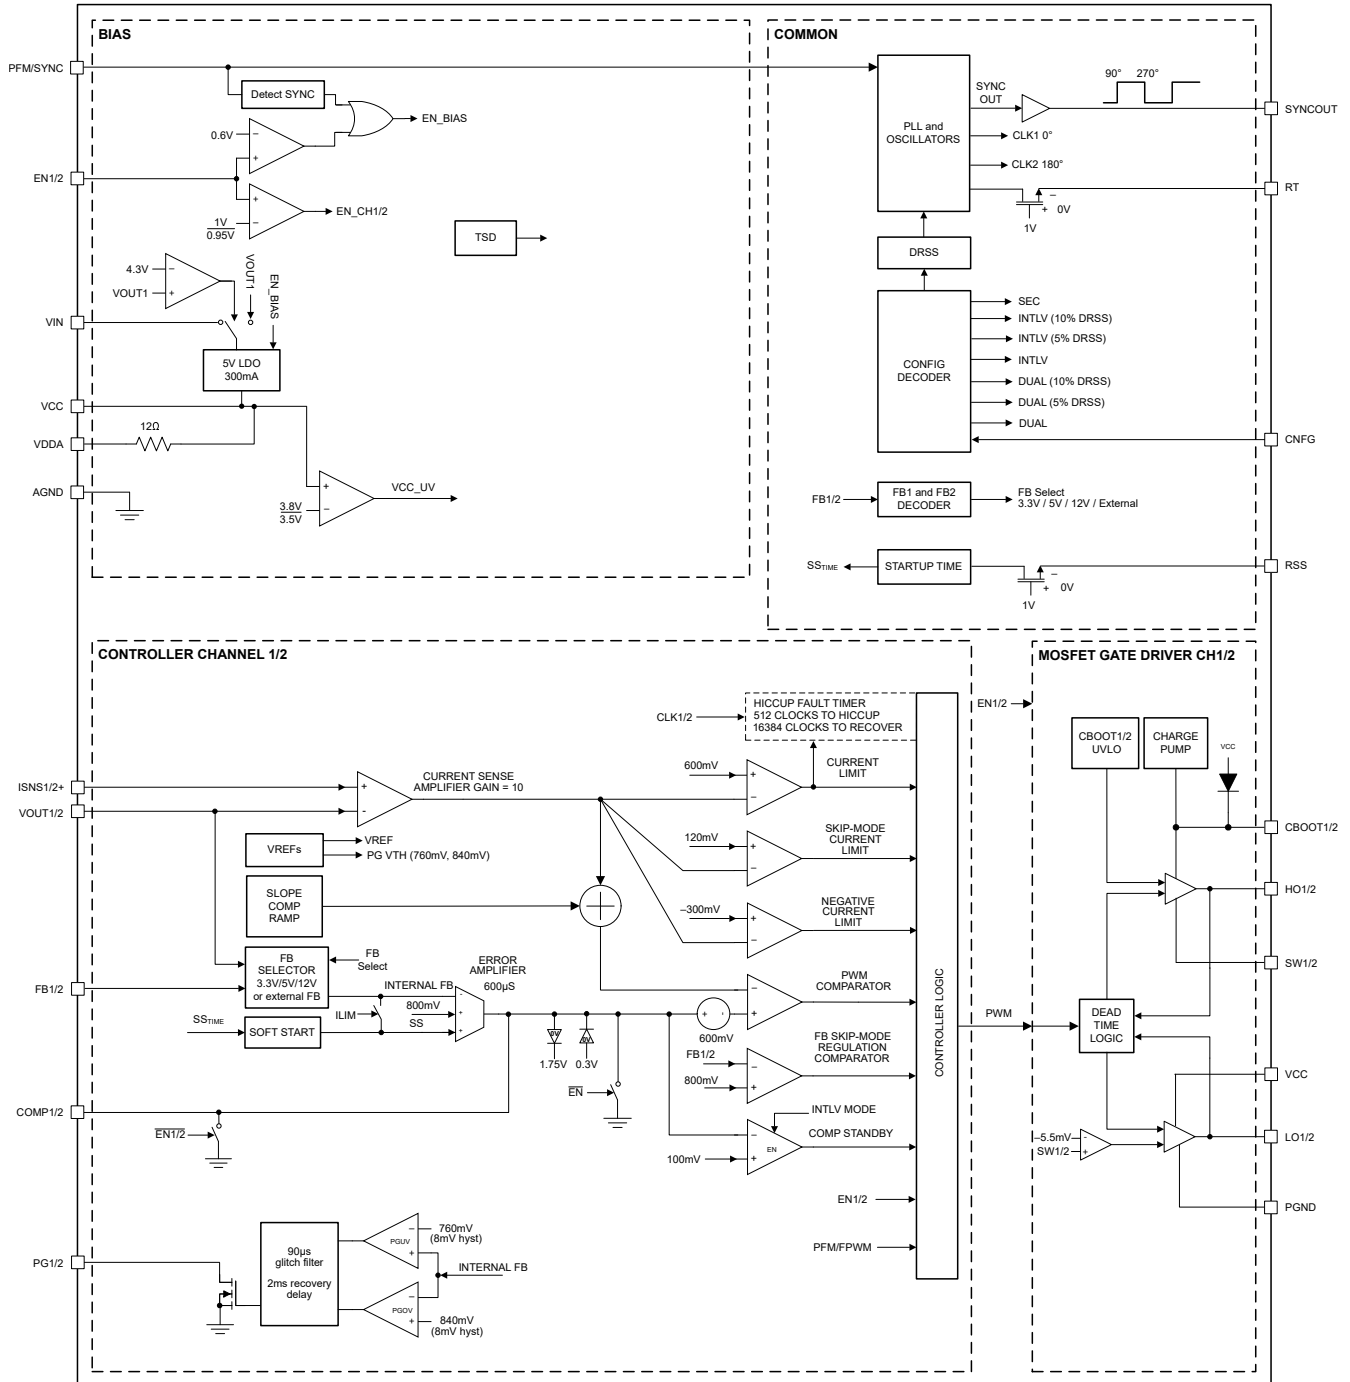 BIAS
PFM/SYNC
Detect SYNC
0.6V
−
+
EN_BIAS
EN1/2
+
−
1V
0.95V
EN_CH1/2
TSD
4.3V
−
VOUT1
+
VOUT1
EN_BIAS
VIN
5V LDO
300mA
VCC
12Ω
VDDA
AGND
+
−
3.8V
3.5V
VCC_UV
COMMON
PLL and
OSCILLATORS
SYNC
OUT
90° 270°
SYNCOUT
CLK1 0°
CLK2 180°
RT
−
+ 0V
1V
DRSS
CONFIG
DECODER
SEC
INTLV (10% DRSS)
INTLV (5% DRSS)
INTLV
DUAL (10% DRSS)
DUAL (5% DRSS)
DUAL
CNFG
FB1/2
FB1 and FB2
DECODER
FB Select
3.3V / 5V / 12V / External
SSTIME
STARTUP TIME
−
+ 0V
1V
RSS
CONTROLLER CHANNEL 1/2
CLK1/2
HICCUP FAULT TIMER
512 CLOCKS TO HICCUP
16384 CLOCKS TO RECOVER
ISNS1/2+
VOUT1/2
+
-
CURRENT SENSE
AMPLIFIER GAIN = 10
600mV
+
−
CURRENT
LIMIT
VREFs
VREF
PG VTH (760mV, 840mV)
120mV
+
−
SKIP-MODE
CURRENT
LIMIT
SLOPE
COMP
RAMP
−300mV
+
−
NEGATIVE
CURRENT
LIMIT
FB
SELECTOR
3.3V/5V/12V
or external FB
FB
Select
FB1/2
INTERNAL FB
ERROR
AMPLIFIER
600µS
800mV
ILIM
SS
-
+
+
SSTIME
SOFT START
0V
0V
1.75V 0.3V
EN
+
600mV
−
+
PWM
COMPARATOR
FB1/2
800mV
−
+
FB SKIP-MODE
REGULATION
COMPARATOR
COMP1/2
EN1/2
INTLV MODE
−
EN
+
100mV
COMP STANDBY
EN1/2
PFM/FPWM
CONTROLLER LOGIC
PG1/2
90µs
glitch filter
2ms recovery
delay
PGUV
−
+
760mV
(8mV hyst)
INTERNAL FB
PGOV
−
+
840mV
(8mV hyst)
MOSFET GATE DRIVER CH1/2
EN1/2
CBOOT1/2
UVLO
CHARGE
PUMP
VCC
CBOOT1/2
HO1/2
SW1/2
PWM
DEAD
TIME
LOGIC
VCC
−5.5mV
SW1/2
-
+
LO1/2
PGND